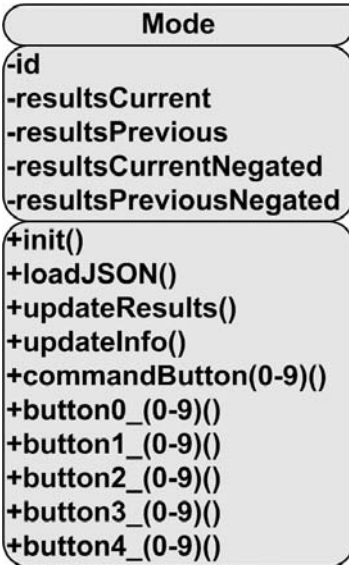 Mode
-id
-resultsCurrent
-resultsPrevious
-resultsCurrentNegated
-resultsPreviousNegated
+init()
+loadJSON()
+updateResults()
+updateInfo()
+commandButton(0-9)()
+button0_(0-9)()
+button1_(0-9)()
+button2_(0-9)()
+button3_(0-9)()
+button4_(0-9)()